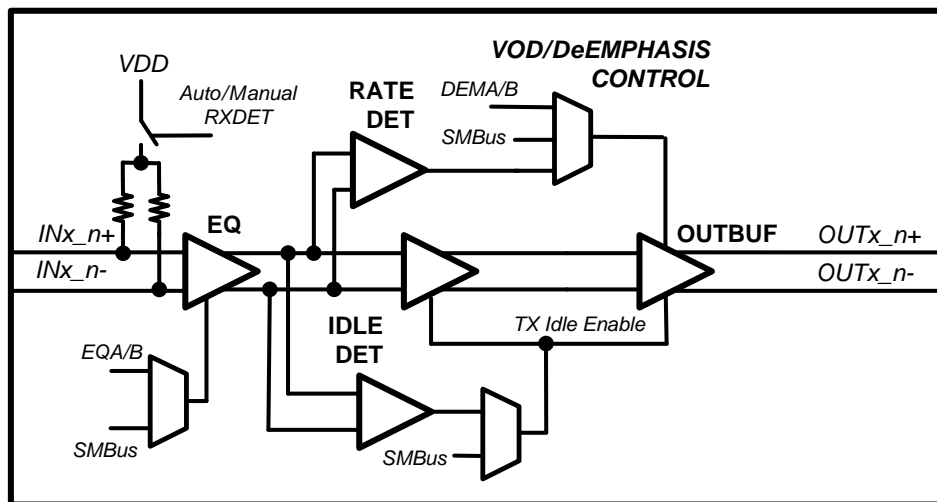 VOD/DeEMPHASIS
CONTROL
VDD
Auto/Manual
RXDET
RATE
DET
DEMA/B
SMBus
EQ
INx_n+
INx_n-
OUTBUF
OUTx_n+
OUTx_n-
IDLE
DET
TX Idle Enable
EQA/B
SMBus
SMBus